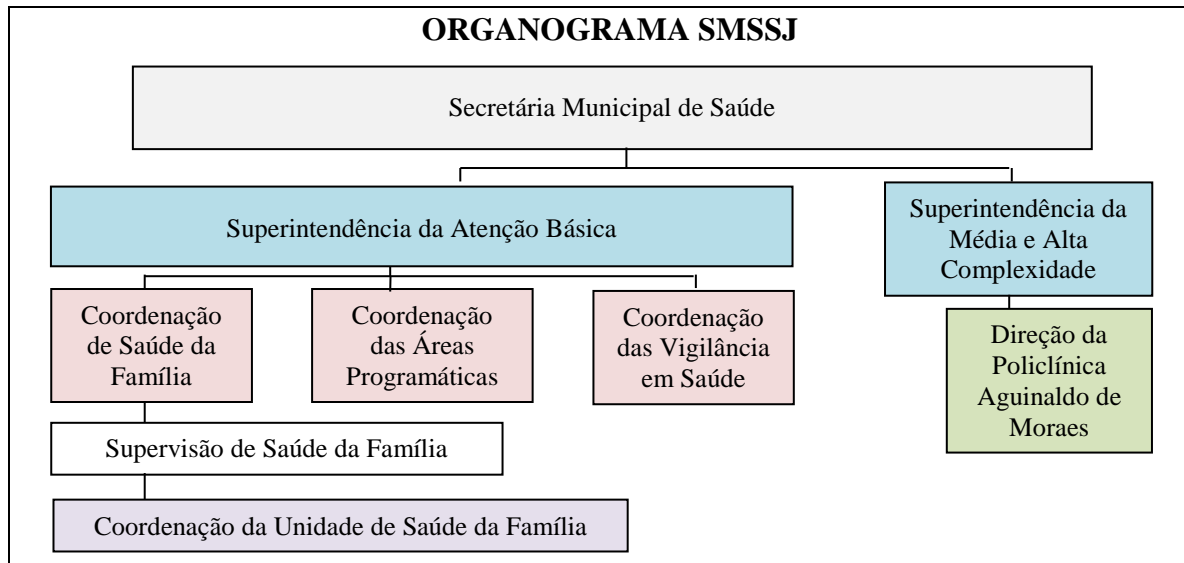 ORGANOGRAMA SMSSJ
Secretária Municipal de Saúde
Superintendência da Atenção Básica
Superintendência da
Média e Alta
Complexidade
Coordenação
de Saúde da
Família
Coordenação
das Áreas
Programáticas
Coordenação
das Vigilância
em Saúde
Direção da
Policlínica
Aguinaldo de
Moraes
Supervisão de Saúde da Família
Coordenação da Unidade de Saúde da Família